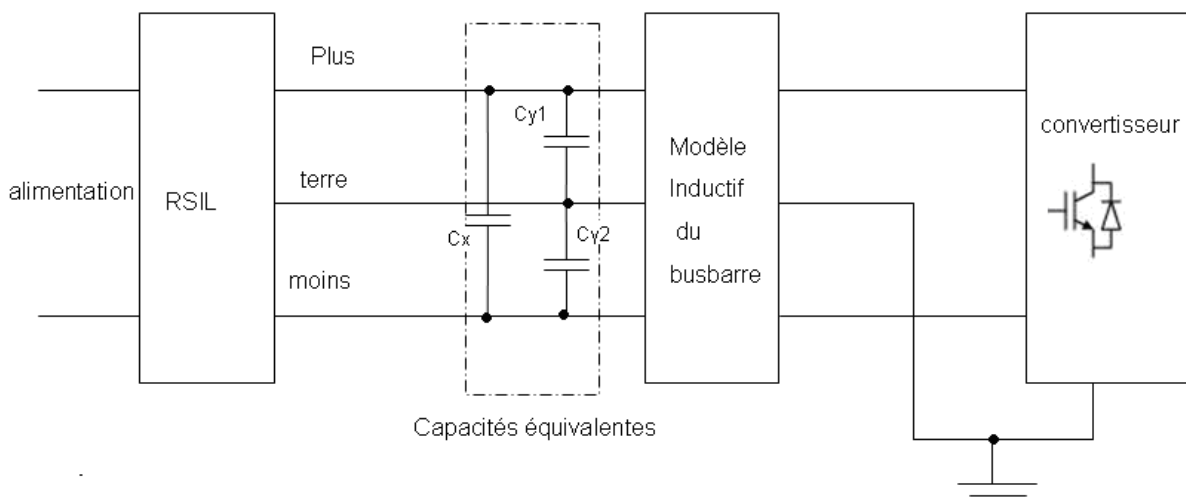 Plus
Cy1
convertisseur
Modèle
Inductif
du
busbarre
terre
alimentation
RSIL
Cx
Cy2
moins
Capacités équivalentes